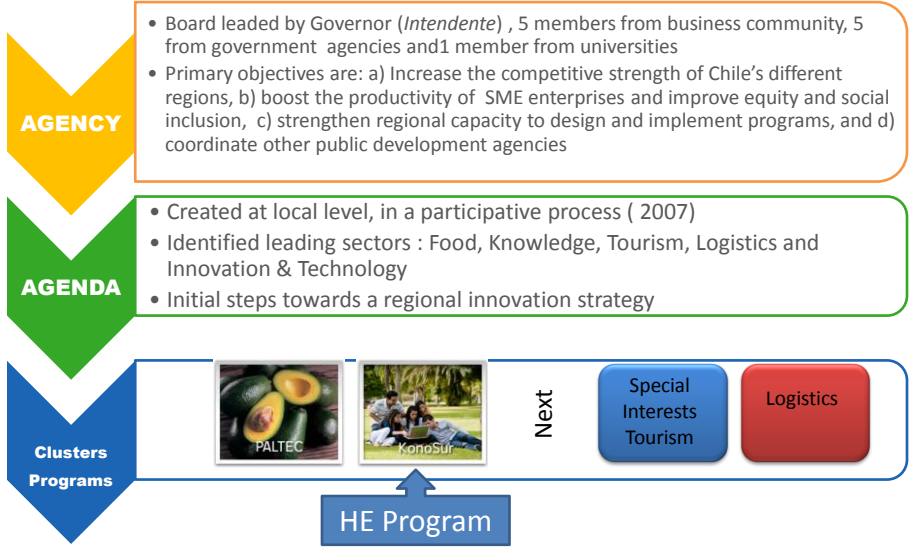 • Board leaded by Governor (Intendente) , 5 members from business community, 5
from government  agencies and1 member from universities
• Primary objectives are: a) Increase the competitive strength of Chile's different
regions, b) boost the productivity of  SME enterprises and improve equity and social
inclusion,  c) strengthen regional capacity to design and implement programs, and d)
coordinate other public development agencies
AGENCY
• Created at local level, in a participative process ( 2007)
• Identified leading sectors : Food, Knowledge, Tourism, Logistics and
Innovation & Technology
• Initial steps towards a regional innovation strategy
AGENDA
Clusters
Programs
PALTEC
KonoSur
Next
Special
Interests
Tourism
Logistics
HE Program